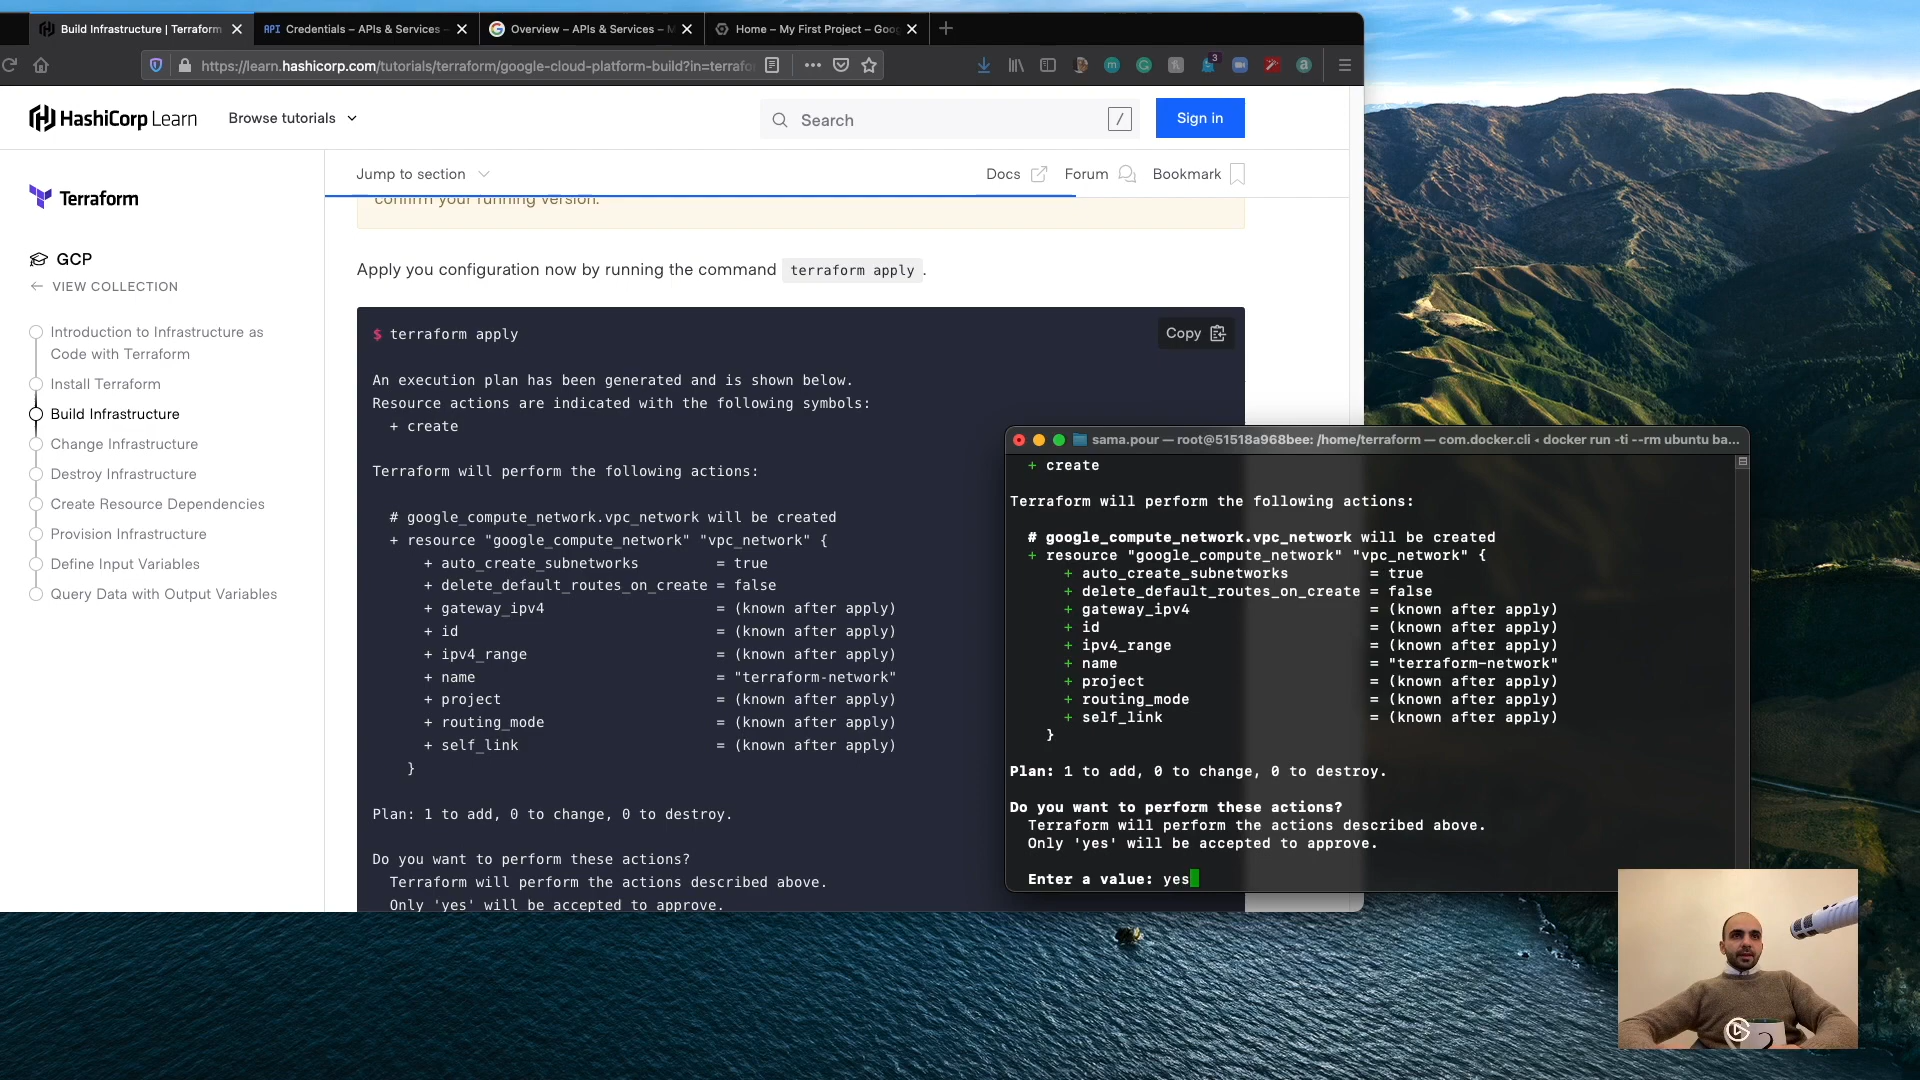 Build Infrastructure | Terraform
API Credentials – APIs & Services –
Overview – APIs & Services –
Home – My First Project –
https://learn.hashicorp.com/tutorials/terraform/google-cloud-platform-build?in=terrafo
3
HashiCorp Learn
Browse tutorials
Search
/
Sign in
Jump to section
Docs
Forum
Bookmark
Terraform
GCP
VIEW COLLECTION
Introduction to Infrastructure as
Code with Terraform
Install Terraform
Build Infrastructure
Change Infrastructure
Destroy Infrastructure
Create Resource Dependencies
Provision Infrastructure
Define Input Variables
Query Data with Output Variables
confirm your running version.
Apply you configuration now by running the command terraform apply .
$ terraform apply
Copy
An execution plan has been generated and is shown below.
Resource actions are indicated with the following symbols:
+ create
Terraform will perform the following actions:
# google_compute_network.vpc_network will be created
+ resource "google_compute_network" "vpc_network" {
+ auto_create_subnetworks = true
+ delete_default_routes_on_create = false
+ gateway_ipv4 = (known after apply)
+ id = (known after apply)
+ ipv4_range = (known after apply)
+ name = "terraform-network"
+ project = (known after apply)
+ routing_mode = (known after apply)
+ self_link = (known after apply)
}
Plan: 1 to add, 0 to change, 0 to destroy.
Do you want to perform these actions?
Terraform will perform the actions described above.
Only 'yes' will be accepted to approve.
sama.pour — root@51518a968bee: /home/terraform — com.docker.cli ◂ docker run -ti --rm ubuntu ba...
+ create
Terraform will perform the following actions:
# google_compute_network.vpc_network will be created
+ resource "google_compute_network" "vpc_network" {
+ auto_create_subnetworks = true
+ delete_default_routes_on_create = false
+ gateway_ipv4 = (known after apply)
+ id = (known after apply)
+ ipv4_range = (known after apply)
+ name = "terraform-network"
+ project = (known after apply)
+ routing_mode = (known after apply)
+ self_link = (known after apply)
}
Plan: 1 to add, 0 to change, 0 to destroy.
Do you want to perform these actions?
Terraform will perform the actions described above.
Only 'yes' will be accepted to approve.
Enter a value: yes